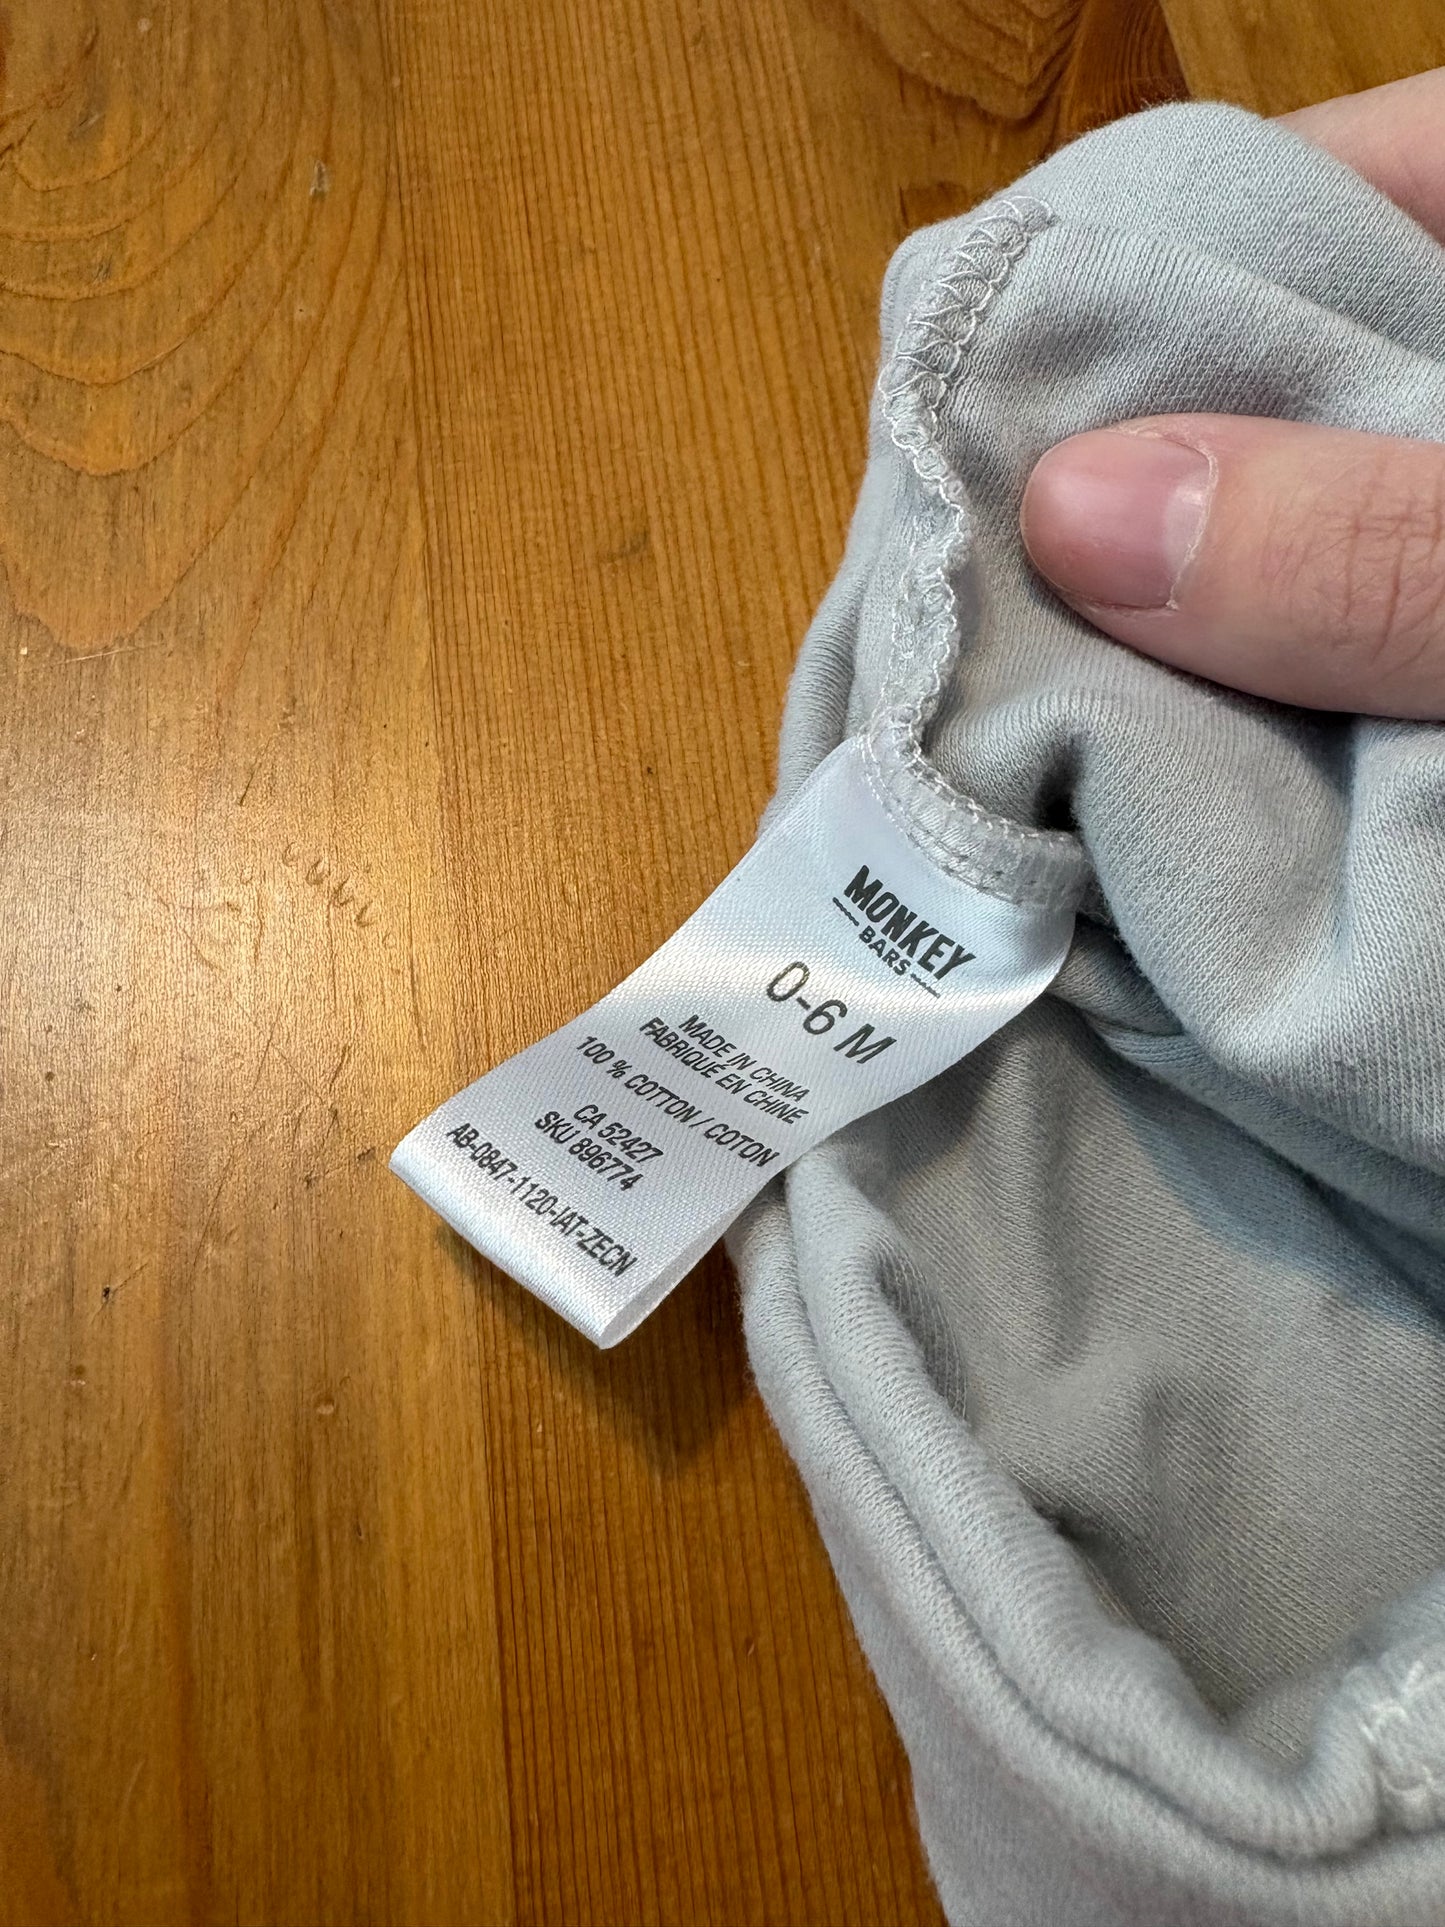 MONKEY
BARS
0-6 M
MADE IN CHINA
FABRIQUÉ EN CHINE
100 % COTTON / COTON
CA 52427
SKU 896774
AB-0847-1120-IAT-ZECN